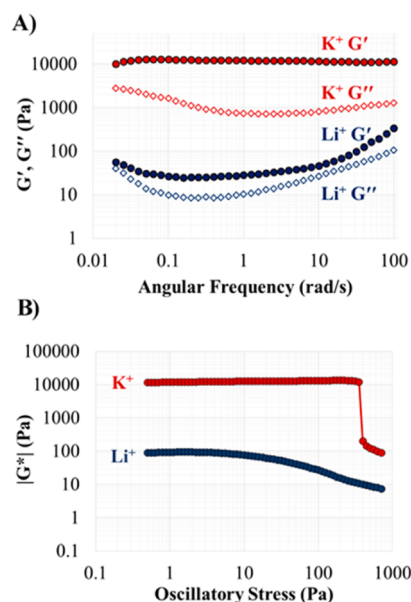 A)
K⁺ G′
10000
K⁺ G″
1000
Li⁺ G′
100
Li⁺ G″
10
1
G′, G″ (Pa)
0.01 0.1 1 10 100
Angular Frequency (rad/s)
B)
100000
K⁺
10000
1000
Li⁺
100
10
1
0.1
|G*| (Pa)
0.1 1 10 100 1000
Oscillatory Stress (Pa)